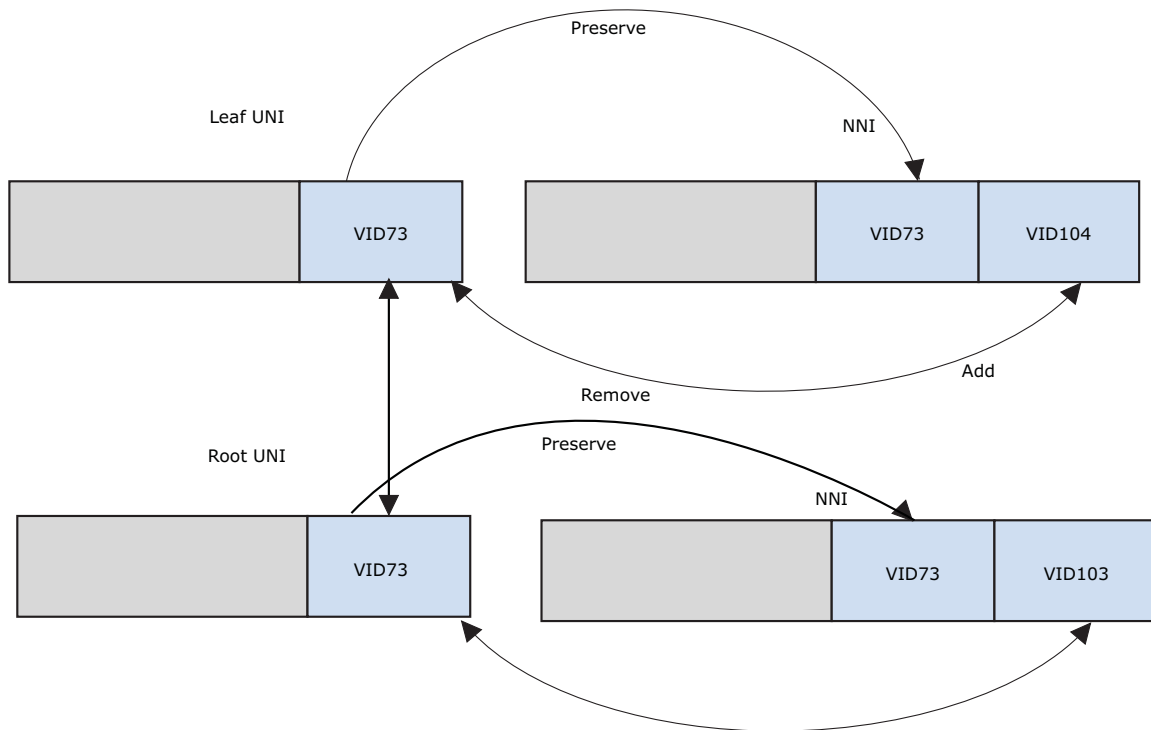 Preserve
Leaf UNI
NNI
VID73
VID73
VID104
Add
Remove
Preserve
Root UNI
NNI
VID73
VID73
VID103